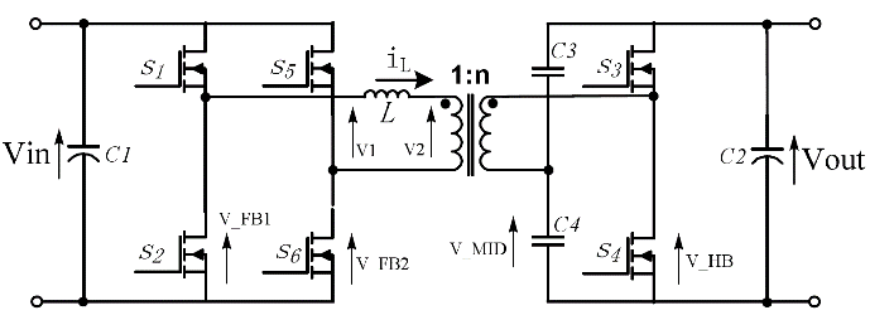 S1
S5
iL
1:n
C3
S3
Vin
C1
L
V1
V2
C2
Vout
V_FB1
S2
S6
V_FB2
V_MID
C4
S4
V_HB